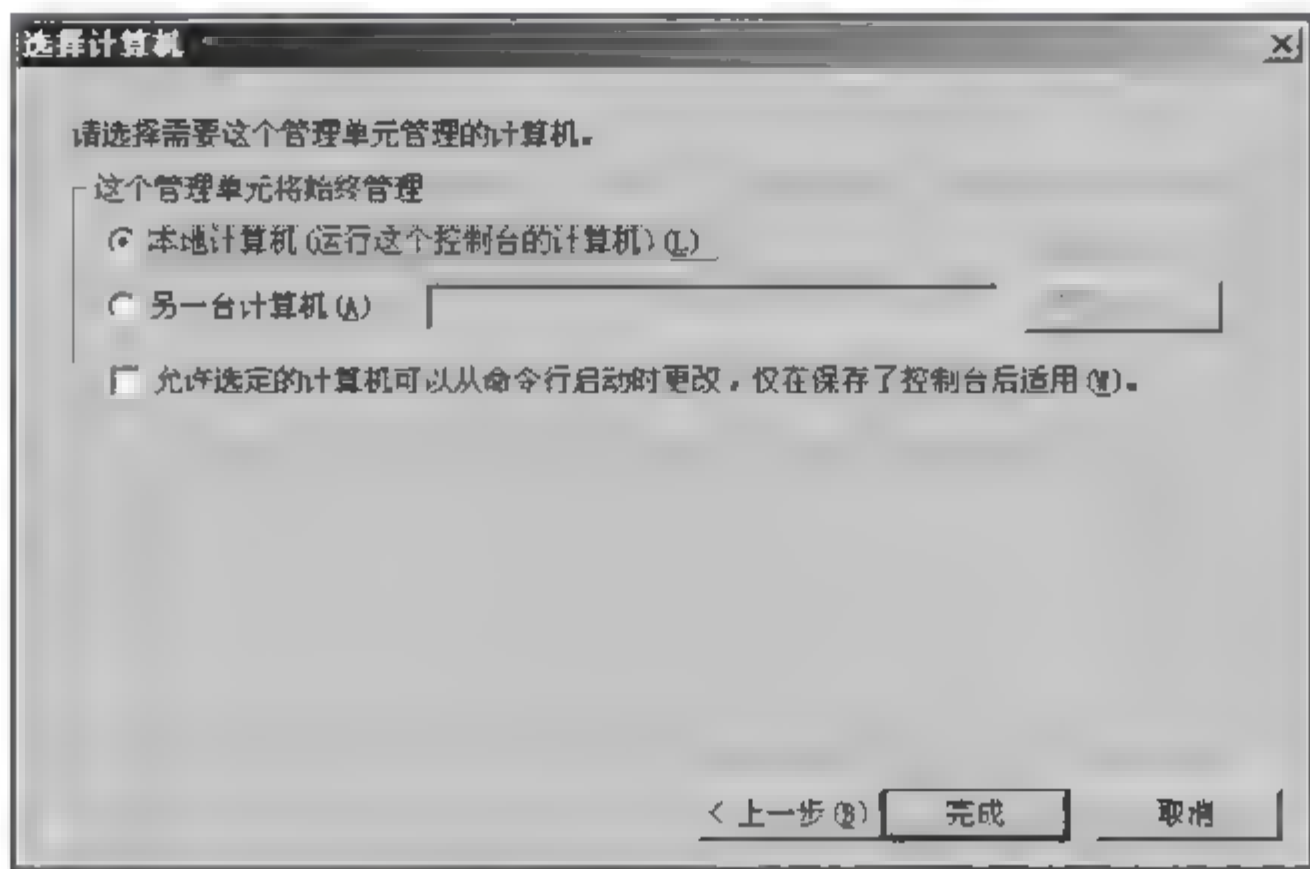 选择计算机
请选择需要这个管理单元管理的计算机。
这个管理单元将始终管理
本地计算机(运行这个控制台的计算机)(L)
另一台计算机(A)
允许选定的计算机可以从命令行启动时更改，仅在保存了控制台后适用(W)。
< 上一步(B)
完成
取消